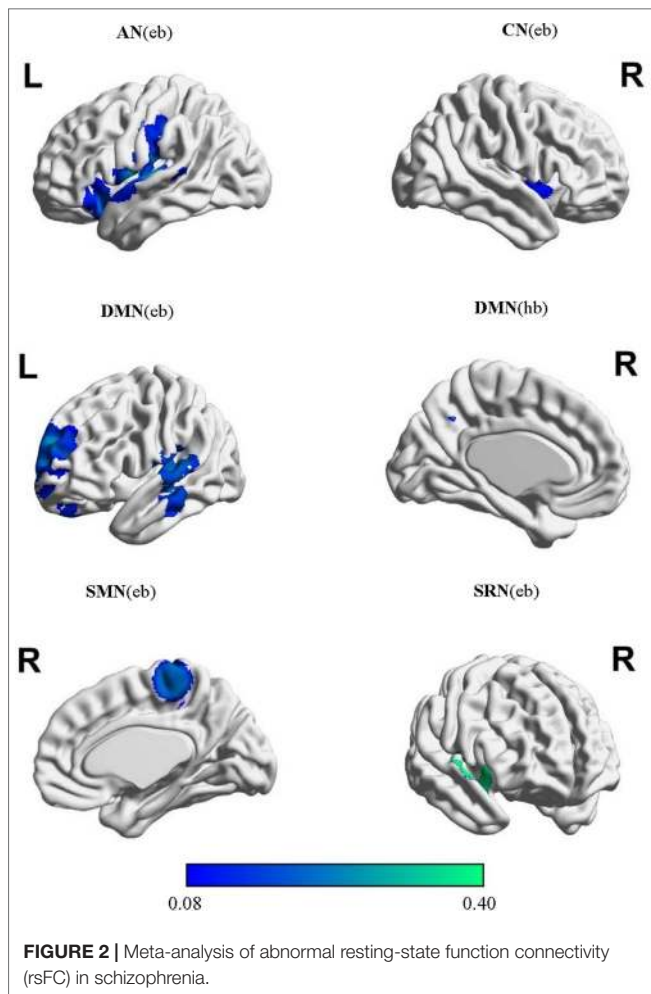 AN(eb) CN(eb)
L R
DMN(eb) DMN(hb)
L R
SMN(eb) SRN(eb)
R R
0.08 0.40
FIGURE 2 | Meta-analysis of abnormal resting-state function connectivity
(rsFC) in schizophrenia.